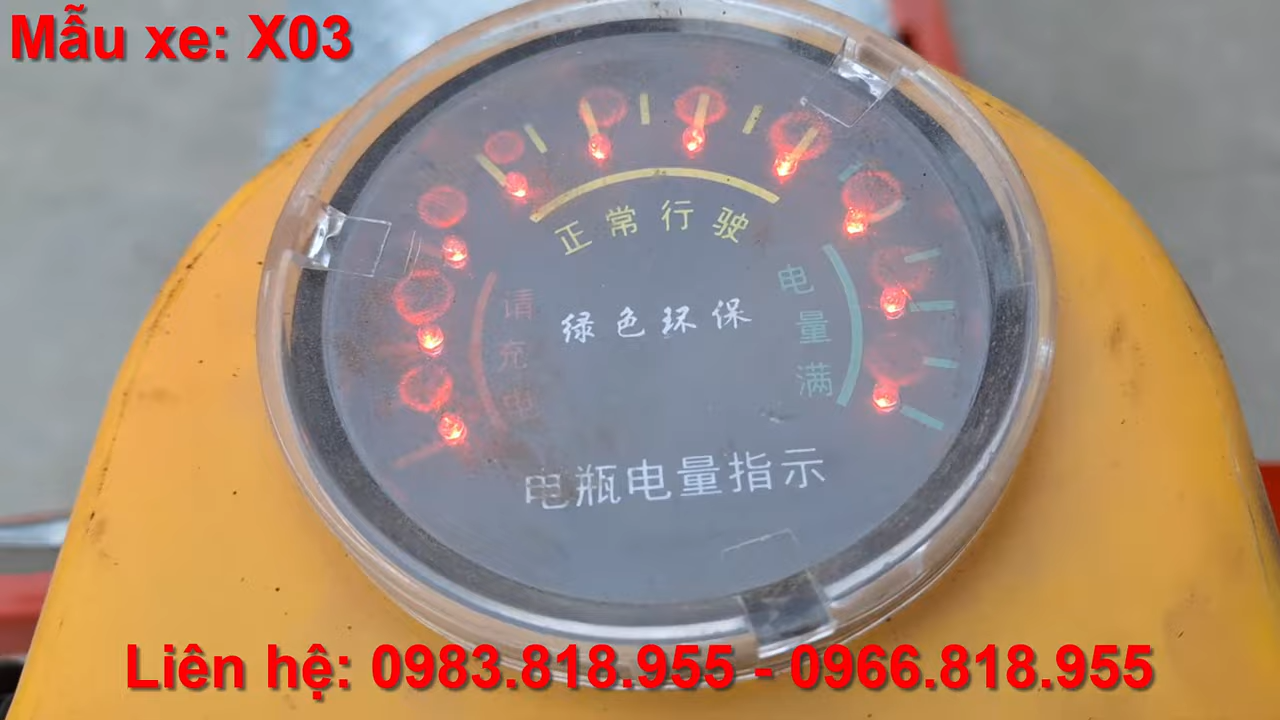 Mẫu xe: X03
正常行驶
请充电
绿色环保
电量满
电瓶电量指示
Liên hệ: 0983.818.955 - 0966.818.955